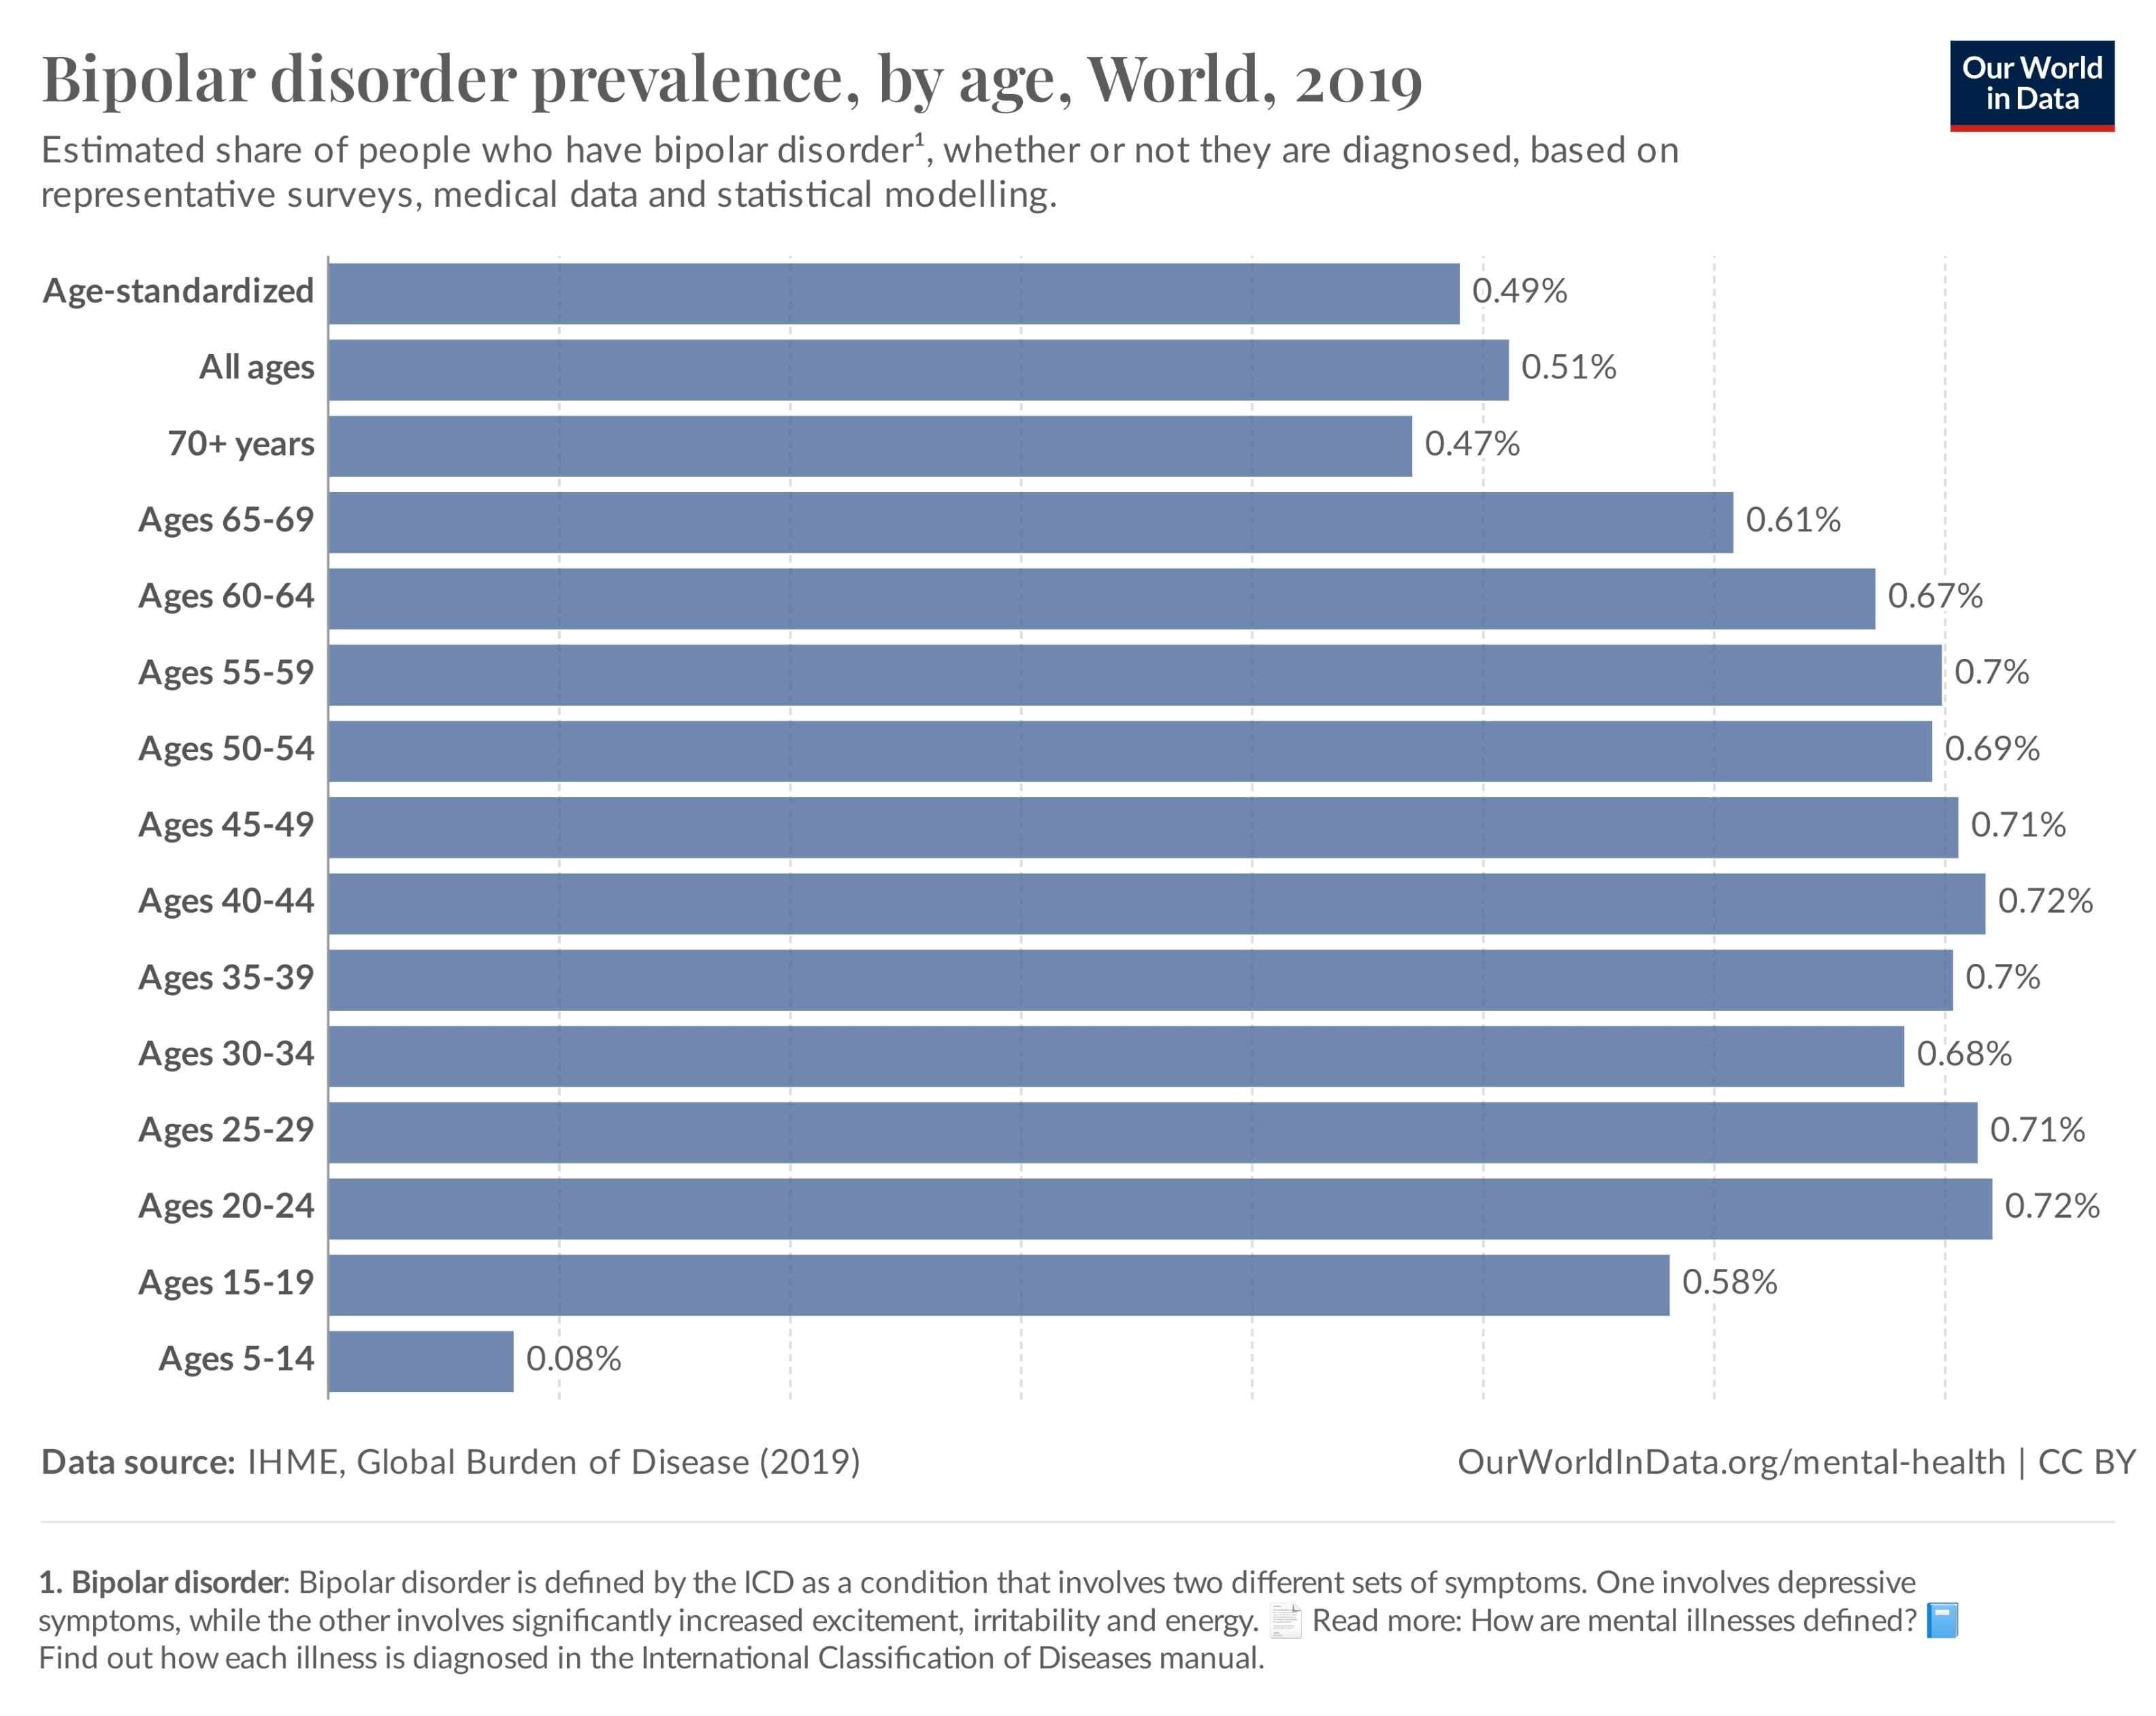 Bipolar disorder prevalence, by age, World, 2019
Our World
in Data
Estimated share of people who have bipolar disorder¹, whether or not they are diagnosed, based on
representative surveys, medical data and statistical modelling.
Age-standardized 0.49%
All ages 0.51%
70+ years 0.47%
Ages 65-69 0.61%
Ages 60-64 0.67%
Ages 55-59 0.7%
Ages 50-54 0.69%
Ages 45-49 0.71%
Ages 40-44 0.72%
Ages 35-39 0.7%
Ages 30-34 0.68%
Ages 25-29 0.71%
Ages 20-24 0.72%
Ages 15-19 0.58%
Ages 5-14 0.08%
Data source: IHME, Global Burden of Disease (2019)
OurWorldInData.org/mental-health | CC BY
1. Bipolar disorder: Bipolar disorder is defined by the ICD as a condition that involves two different sets of symptoms. One involves depressive
symptoms, while the other involves significantly increased excitement, irritability and energy. 📄 Read more: How are mental illnesses defined? 📘
Find out how each illness is diagnosed in the International Classification of Diseases manual.